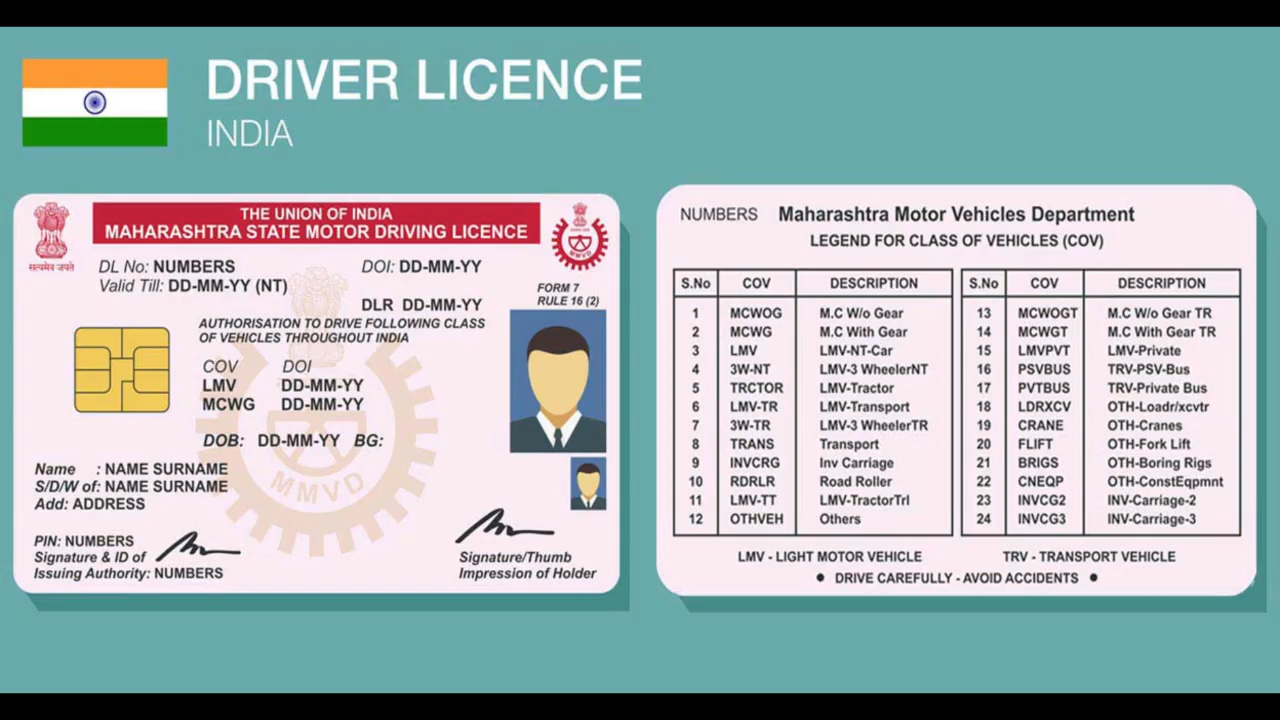 DRIVER LICENCE
INDIA
THE UNION OF INDIA
MAHARASHTRA STATE MOTOR DRIVING LICENCE
सत्यमेव जयते
MMVD
DL No: NUMBERS DOI: DD-MM-YY
Valid Till: DD-MM-YY (NT)
DLR DD-MM-YY
FORM 7
RULE 16 (2)
AUTHORISATION TO DRIVE FOLLOWING CLASS
OF VEHICLES THROUGHOUT INDIA
COV DOI
LMV DD-MM-YY
MCWG DD-MM-YY
DOB: DD-MM-YY BG:
MMVD
Name : NAME SURNAME
S/D/W of: NAME SURNAME
Add: ADDRESS
PIN: NUMBERS
Signature & ID of
Issuing Authority: NUMBERS
Signature/Thumb
Impression of Holder
NUMBERS Maharashtra Motor Vehicles Department
LEGEND FOR CLASS OF VEHICLES (COV)
S.No COV DESCRIPTION S.No COV DESCRIPTION
1 MCWOG M.C W/o Gear 13 MCWOGT M.C W/o Gear TR
2 MCWG M.C With Gear 14 MCWGT M.C With Gear TR
3 LMV LMV-NT-Car 15 LMVPVT LMV-Private
4 3W-NT LMV-3 WheelerNT 16 PSVBUS TRV-PSV-Bus
5 TRCTOR LMV-Tractor 17 PVTBUS TRV-Private Bus
6 LMV-TR LMV-Transport 18 LDRXCV OTH-Loadr/xcvtr
7 3W-TR LMV-3 WheelerTR 19 CRANE OTH-Cranes
8 TRANS Transport 20 FLIFT OTH-Fork Lift
9 INVCRG Inv Carriage 21 BRIGS OTH-Boring Rigs
10 RDRLR Road Roller 22 CNEQP OTH-ConstEqpmnt
11 LMV-TT LMV-TractorTrl 23 INVCG2 INV-Carriage-2
12 OTHVEH Others 24 INVCG3 INV-Carriage-3
LMV - LIGHT MOTOR VEHICLE TRV - TRANSPORT VEHICLE
● DRIVE CAREFULLY - AVOID ACCIDENTS ●